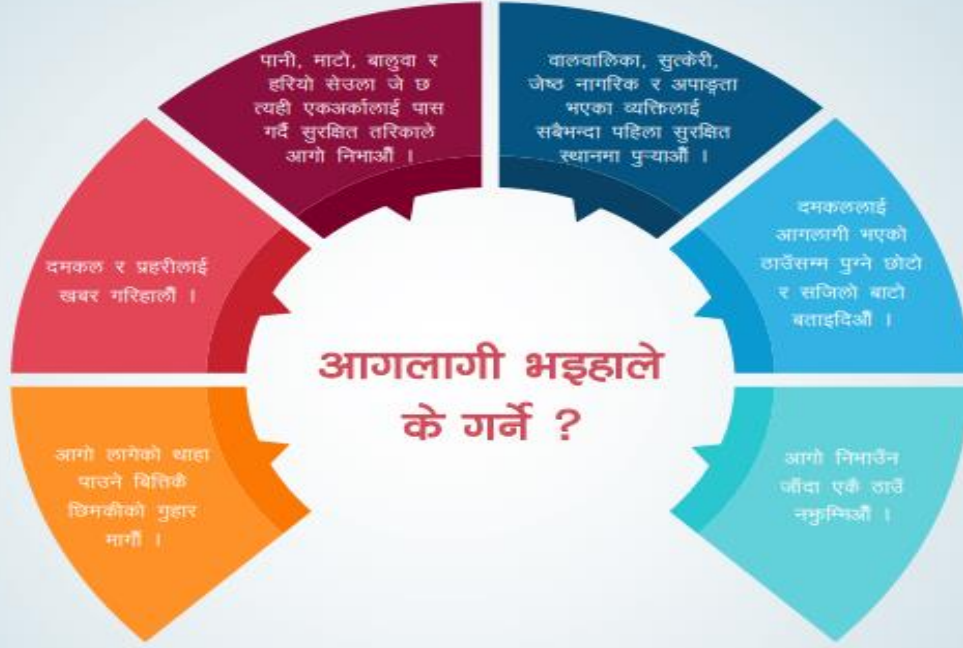 आगलागी भइहाले
के गर्ने ?
आगो लागेको थाहा
पाउने बित्तिकै
छिमेकीको गुहार
मागौँ ।
दमकल र प्रहरीलाई
खबर गरिहालौँ ।
पानी, माटो, बालुवा र
हरियो सेउला जे छ
त्यही एकअर्कालाई पास
गर्दै सुरक्षित तरिकाले
आगो निभाऔँ ।
वालवालिका, सुत्केरी,
जेष्ठ नागरिक र अपाङ्गता
भएका व्यक्तिलाई
सबैभन्दा पहिला सुरक्षित
स्थानमा पुऱ्याऔँ ।
दमकललाई
आगलागी भएको
ठाउँसम्म पुग्ने छोटो
र सजिलो बाटो
बताइदिऔँ ।
आगो निभाउँन
जाँदा एकै ठाउँ
नझुम्मिऔँ ।